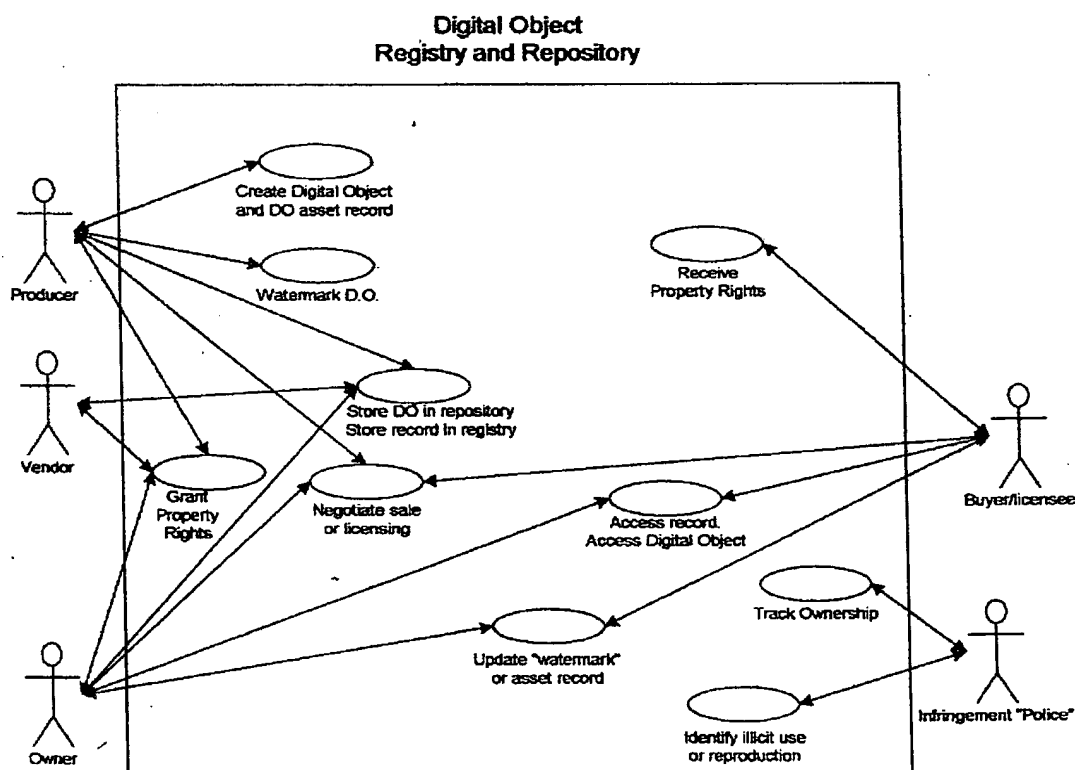 Digital Object
Registry and Repository
Create Digital Object
and DO asset record
Producer
Watermark D.O.
Receive
Property Rights
Vendor
Store DO in repository
Store record in registry
Grant
Property
Rights
Negotiate sale
or licensing
Access record.
Access Digital Object
Buyer/licensee
Track Ownership
Update "watermark"
or asset record
Owner
Identify illicit use
or reproduction
Infringement "Police"